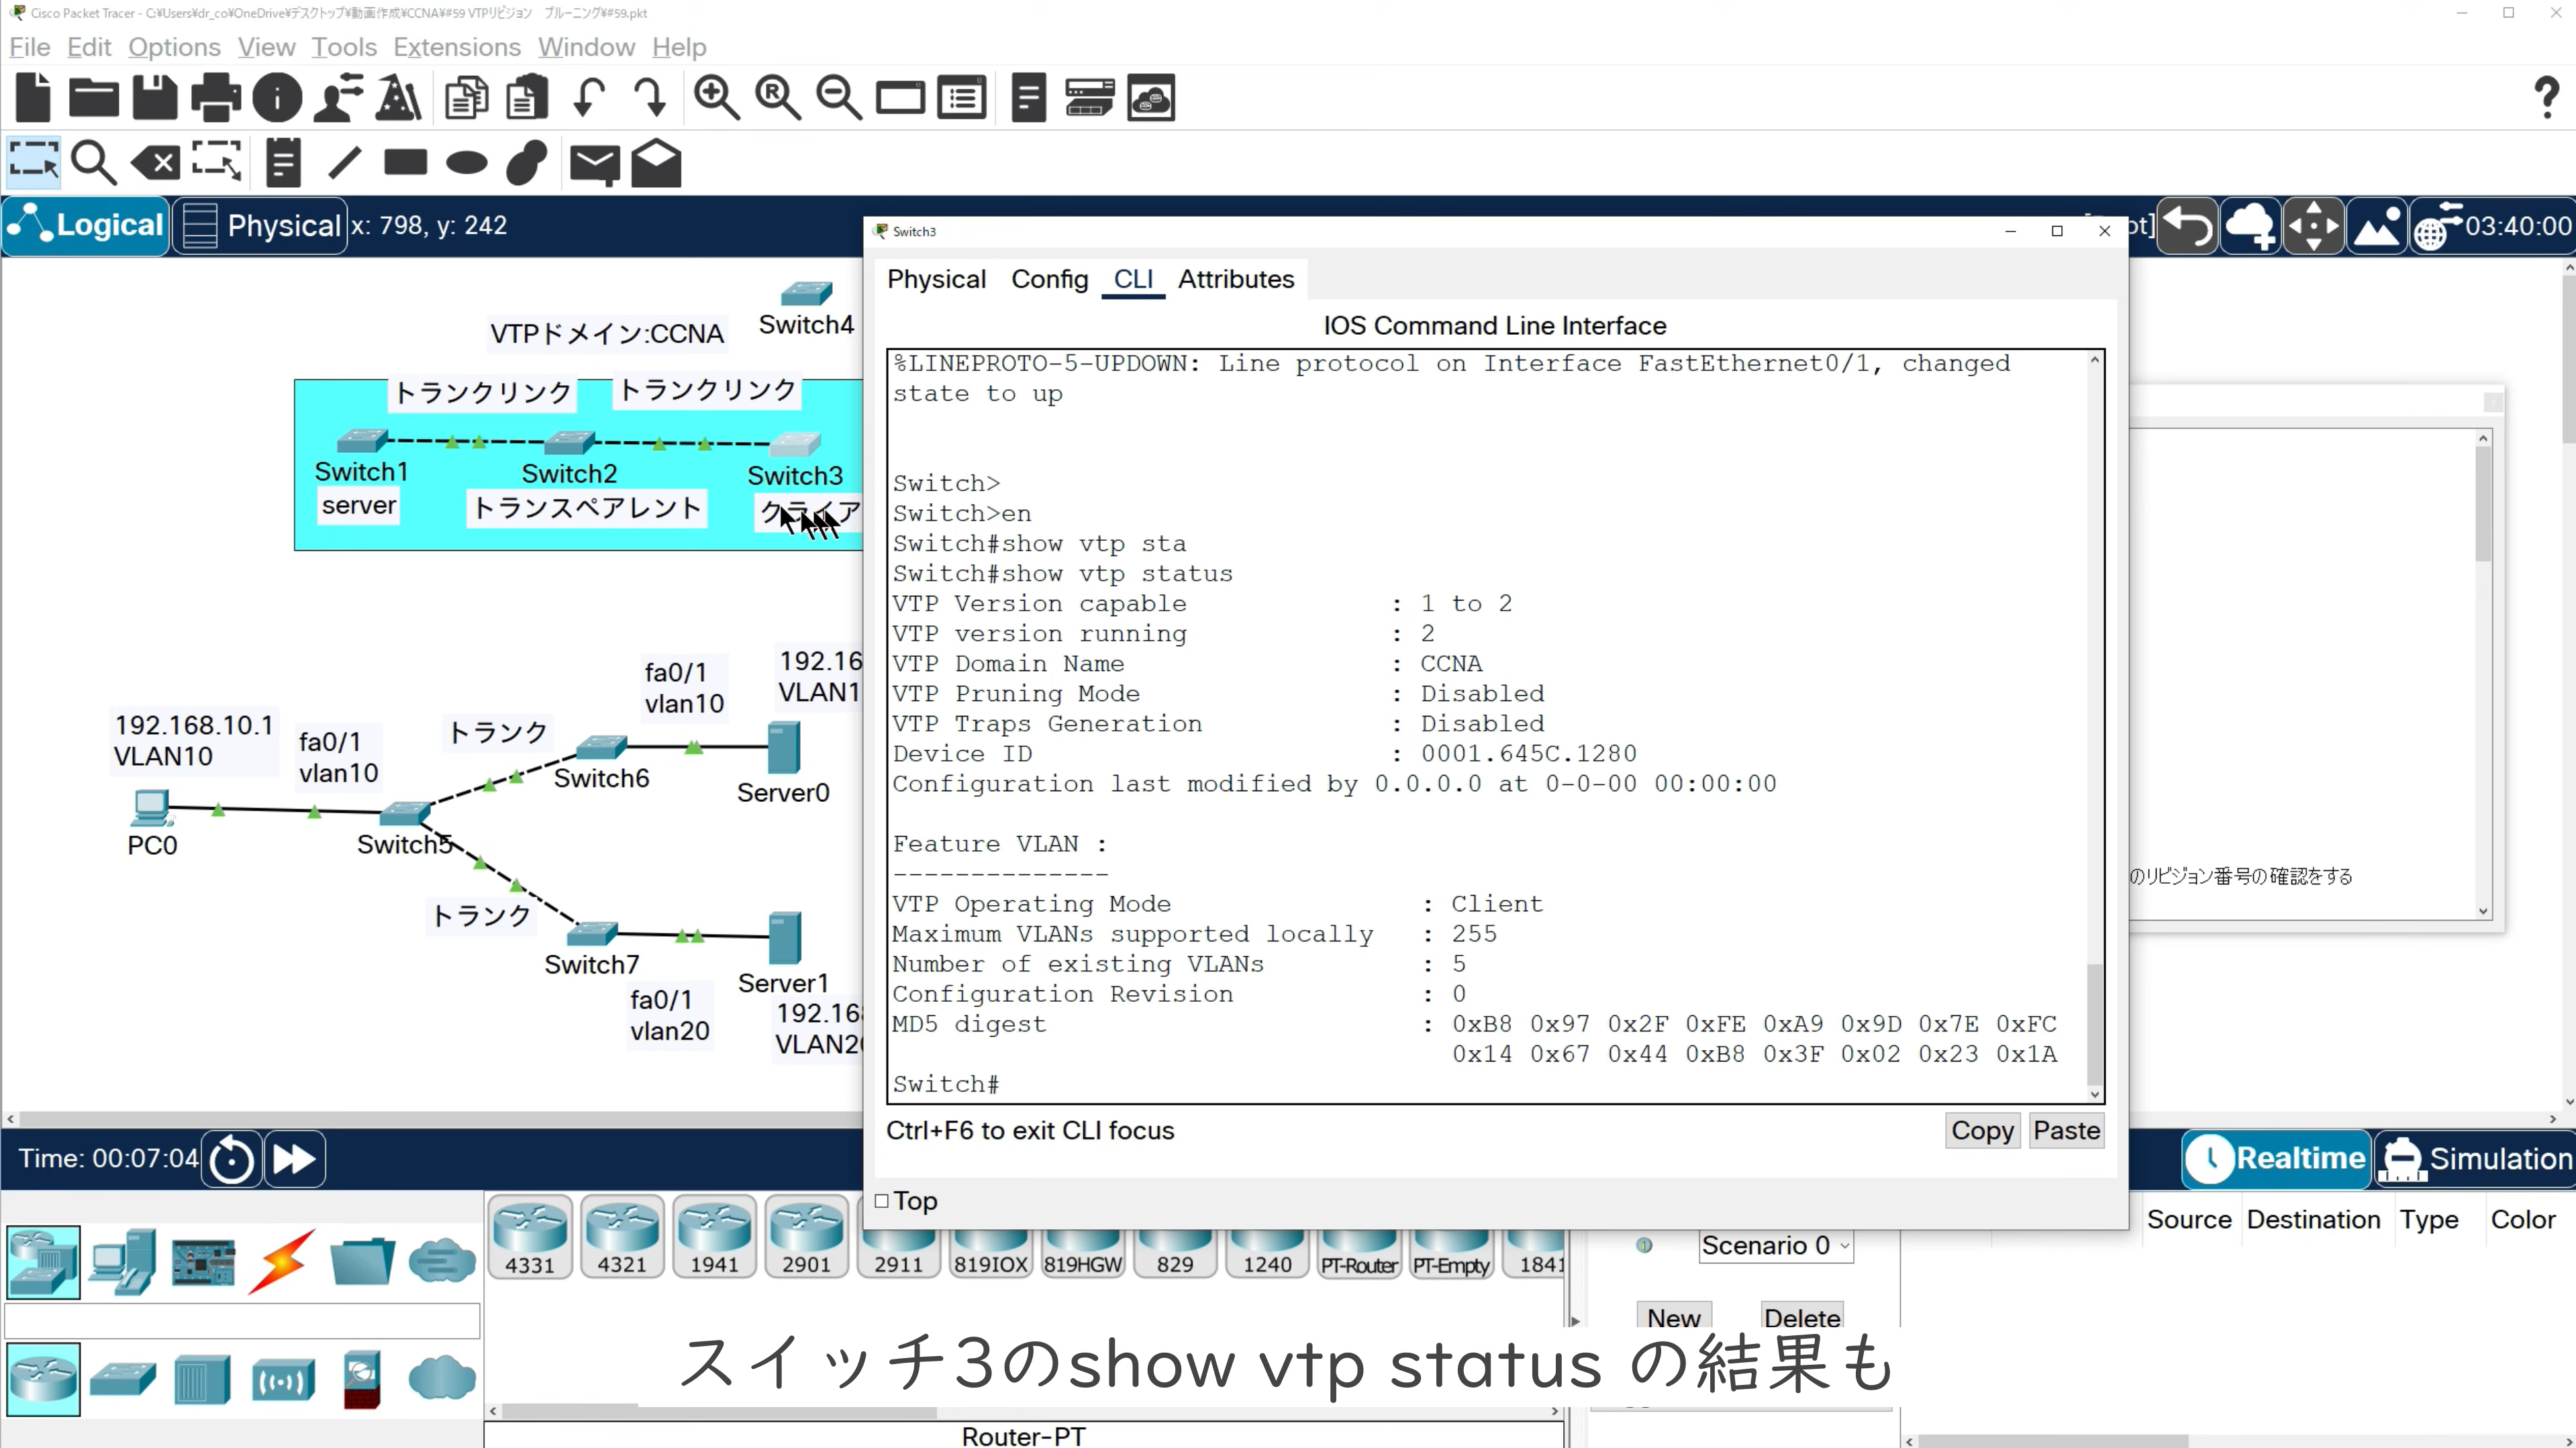 Cisco Packet Tracer - C:¥Users¥dr_co¥OneDrive¥デスクトップ¥動画作成¥CCNA¥#59 VTPリビジョン　プルーニング¥#59.pkt
File Edit Options View Tools Extensions Window Help
Logical Physical x: 798, y: 242
03:40:00
Switch3
Physical Config CLI Attributes
IOS Command Line Interface
%LINEPROTO-5-UPDOWN: Line protocol on Interface FastEthernet0/1, changed
state to up
Switch>
Switch>en
Switch#show vtp sta
Switch#show vtp status
VTP Version capable : 1 to 2
VTP version running : 2
VTP Domain Name : CCNA
VTP Pruning Mode : Disabled
VTP Traps Generation : Disabled
Device ID : 0001.645C.1280
Configuration last modified by 0.0.0.0 at 0-0-00 00:00:00
Feature VLAN :
--------------
VTP Operating Mode : Client
Maximum VLANs supported locally : 255
Number of existing VLANs : 5
Configuration Revision : 0
MD5 digest : 0xB8 0x97 0x2F 0xFE 0xA9 0x9D 0x7E 0xFC
0x14 0x67 0x44 0xB8 0x3F 0x02 0x23 0x1A
Switch#
Ctrl+F6 to exit CLI focus
Copy Paste
Top
Switch4
VTPドメイン:CCNA
トランクリンク トランクリンク
Switch1 Switch2 Switch3
server トランスペアレント クライア
192.168.10.1
VLAN10
fa0/1
vlan10
トランク
fa0/1
vlan10
192.16
VLAN1
Switch6
Server0
PC0
Switch5
トランク
Switch7
Server1
fa0/1
vlan20
192.16
VLAN2
のリビジョン番号の確認をする
Time: 00:07:04
Realtime Simulation
4331 4321 1941 2901 2911 819IOX 819HGW 829 1240 PT-Router PT-Empty 1841
Scenario 0
New Delete
Source Destination Type Color
スイッチ3のshow vtp status の結果も
Router-PT